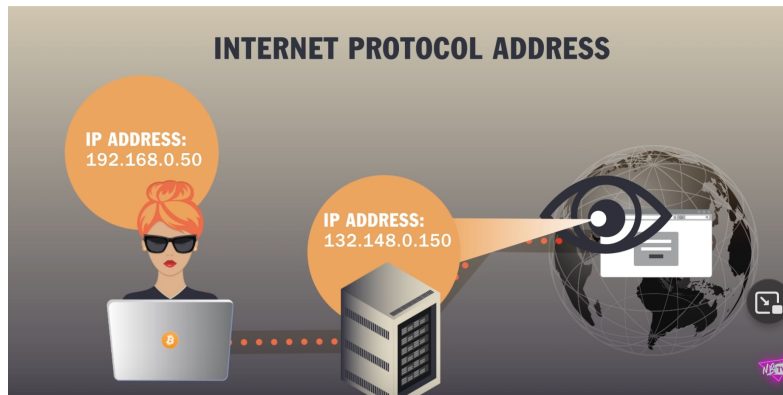 INTERNET PROTOCOL ADDRESS
IP ADDRESS:
192.168.0.50
IP ADDRESS:
132.148.0.150